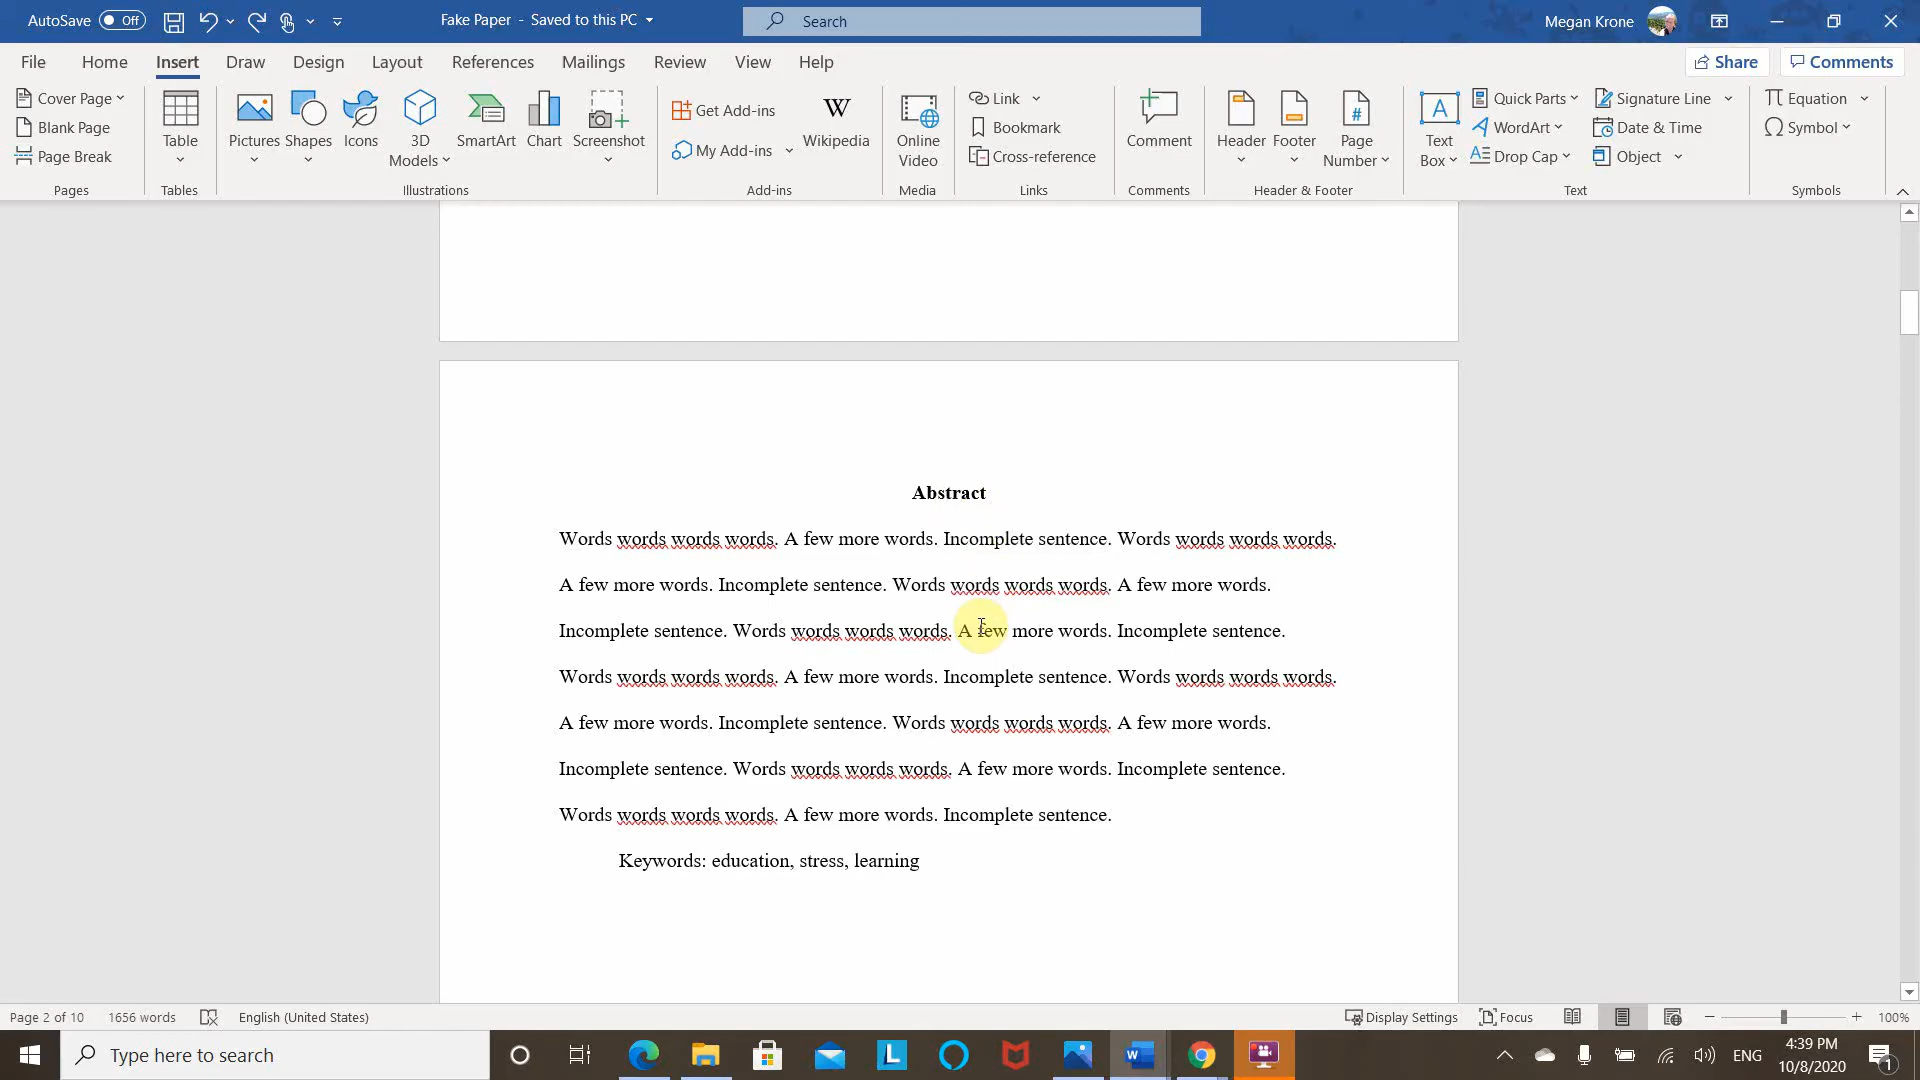 AutoSave Off Fake Paper - Saved to this PC Search Megan Krone
File Home Insert Draw Design Layout References Mailings Review View Help Share Comments
Cover Page
Blank Page
Page Break
Pages
Table
Tables
Pictures Shapes Icons 3D Models SmartArt Chart Screenshot
Illustrations
Get Add-ins
My Add-ins
W
Wikipedia
Add-ins
Online Video
Media
Link
Bookmark
Cross-reference
Links
Comment
Comments
Header Footer Page Number
Header & Footer
Text Box
Quick Parts
WordArt
Drop Cap
Signature Line
Date & Time
Object
Text
Equation
Symbol
Symbols
Abstract
Words words words words. A few more words. Incomplete sentence. Words words words words.
A few more words. Incomplete sentence. Words words words words. A few more words.
Incomplete sentence. Words words words words. A few more words. Incomplete sentence.
Words words words words. A few more words. Incomplete sentence. Words words words words.
A few more words. Incomplete sentence. Words words words words. A few more words.
Incomplete sentence. Words words words words. A few more words. Incomplete sentence.
Words words words words. A few more words. Incomplete sentence.
Keywords: education, stress, learning
Page 2 of 10 1656 words English (United States) Display Settings Focus 100%
Type here to search
L
W
ENG
4:39 PM
10/8/2020
1